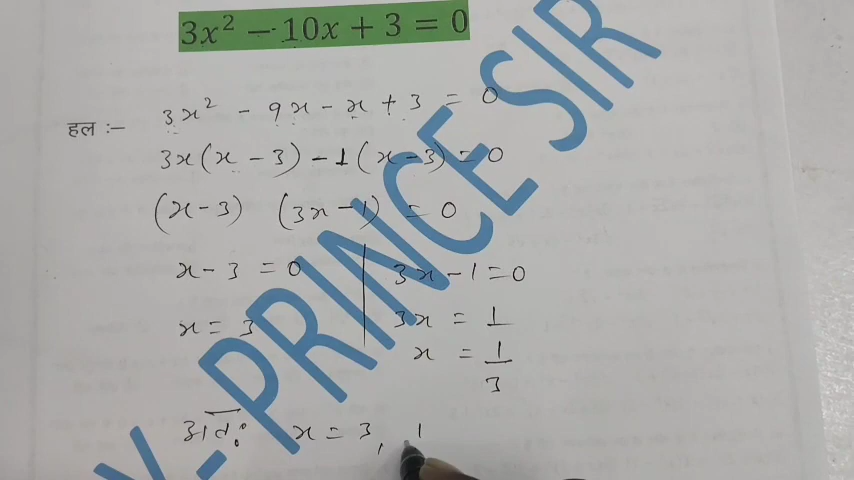 3x² − 10x + 3 = 0
हल :− 3x² - 9x - x + 3 = 0
3x(x - 3) - 1(x - 3) = 0
(x - 3) (3x - 1) = 0
x - 3 = 0 | 3x - 1 = 0
x = 3 | 3x = 1
x = 1/3
अतः x = 3, 1
- PRINCE SIR